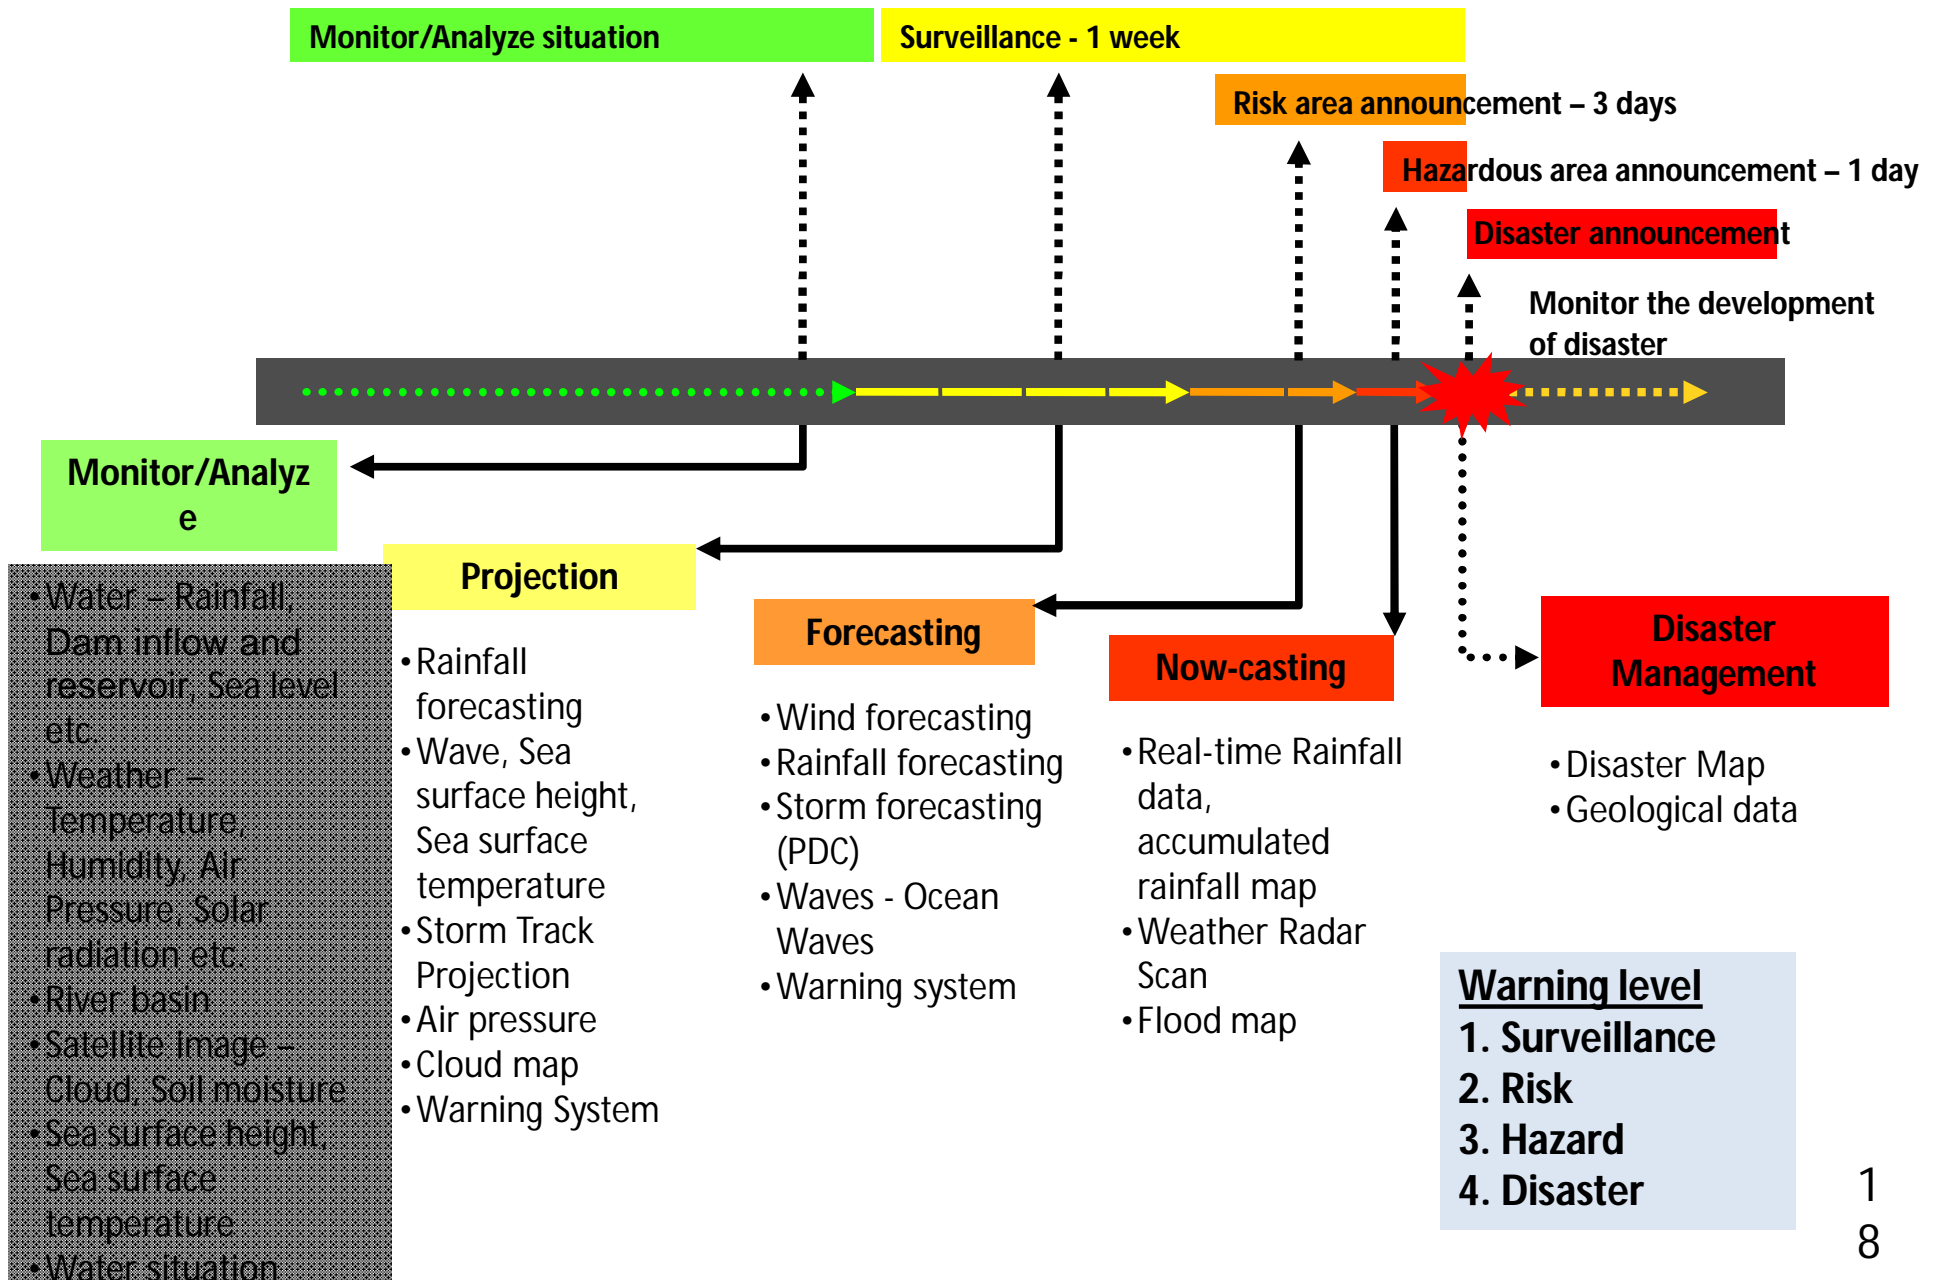 Monitor/Analyze situation
Surveillance - 1 week
Risk area announcement – 3 days
Hazardous area announcement – 1 day
Disaster announcement
Monitor the development
of disaster
Monitor/Analyz
e
•Water – Rainfall,
Dam inflow and
reservoir, Sea level
etc.
•Weather –
Temperature,
Humidity, Air
Pressure, Solar
radiation etc.
•River basin
•Satellite image –
Cloud, Soil moisture
•Sea surface height,
Sea surface
temperature
•Water situation
Projection
•Rainfall
forecasting
•Wave, Sea
surface height,
Sea surface
temperature
•Storm Track
Projection
•Air pressure
•Cloud map
•Warning System
Forecasting
•Wind forecasting
•Rainfall forecasting
•Storm forecasting
(PDC)
•Waves - Ocean
Waves
•Warning system
Now-casting
•Real-time Rainfall
data,
accumulated
rainfall map
•Weather Radar
Scan
•Flood map
Disaster
Management
•Disaster Map
•Geological data
Warning level
1. Surveillance
2. Risk
3. Hazard
4. Disaster
1
8